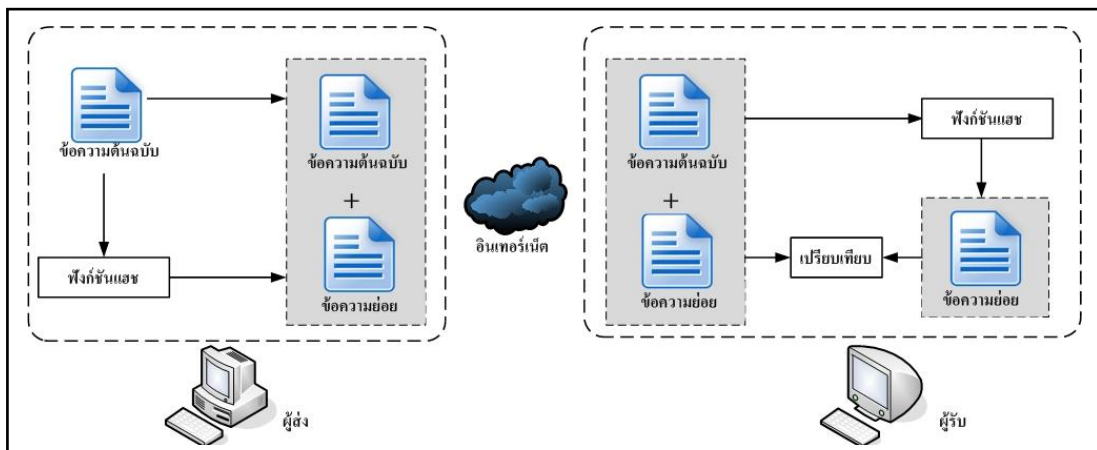 ข้อความต้นฉบับ
ฟังก์ชันแฮช
ข้อความต้นฉบับ
+
ข้อความย่อย
ผู้ส่ง
อินเทอร์เน็ต
ข้อความต้นฉบับ
+
ข้อความย่อย
ฟังก์ชันแฮช
เปรียบเทียบ
ข้อความย่อย
ผู้รับ